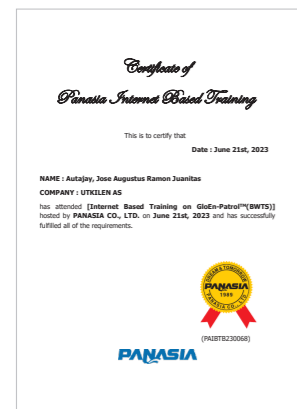 Certificate of
Panasia Internet Based Training
This is to certify that
Date : June 21st, 2023
NAME : Autajay, Jose Augustus Ramon Juanitas
COMPANY : UTKILEN AS
has attended [Internet Based Training on GloEn-Patrol™(BWTS)]
hosted by PANASIA CO., LTD. on June 21st, 2023 and has successfully
fulfilled all of the requirements.
DREAM & TOMORROW
PANASIA
1989
PANASIA CO., LTD.
(PAIBTB230068)
PANASIA